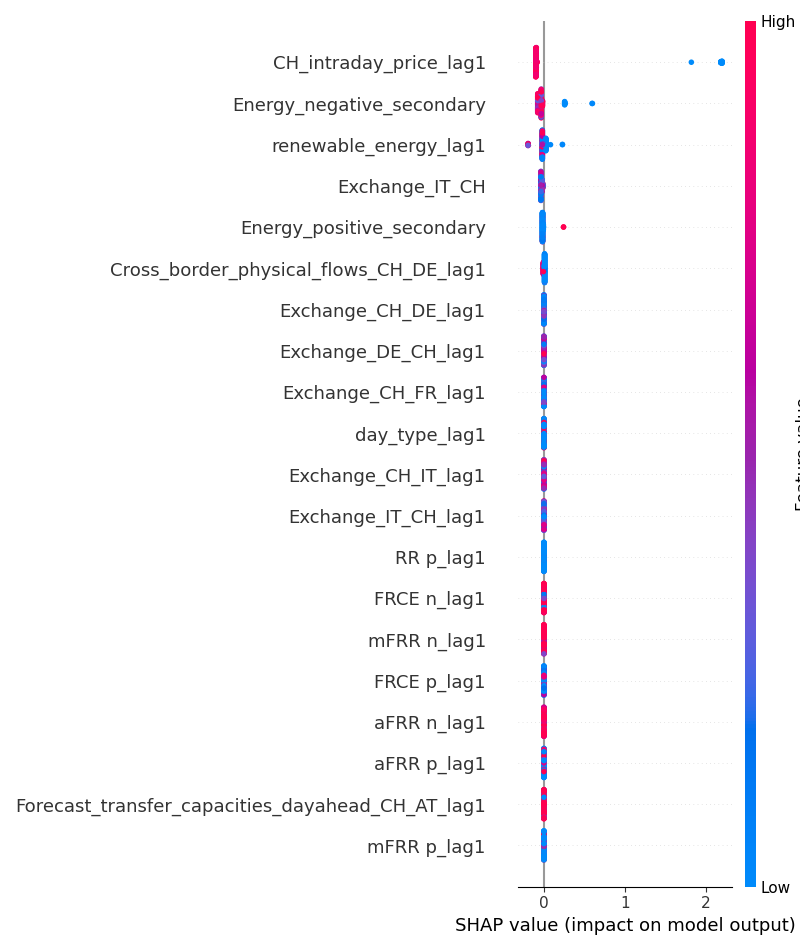 High
CH_intraday_price_lag1
Energy_negative_secondary
renewable_energy_lag1
Exchange_IT_CH
Energy_positive_secondary
Cross_border_physical_flows_CH_DE_lag1
Exchange_CH_DE_lag1
Exchange_DE_CH_lag1
Exchange_CH_FR_lag1
day_type_lag1
Exchange_CH_IT_lag1
Exchange_IT_CH_lag1
RR p_lag1
FRCE n_lag1
mFRR n_lag1
FRCE p_lag1
aFRR n_lag1
aFRR p_lag1
Forecast_transfer_capacities_dayahead_CH_AT_lag1
mFRR p_lag1
Low
0 1 2
SHAP value (impact on model output)